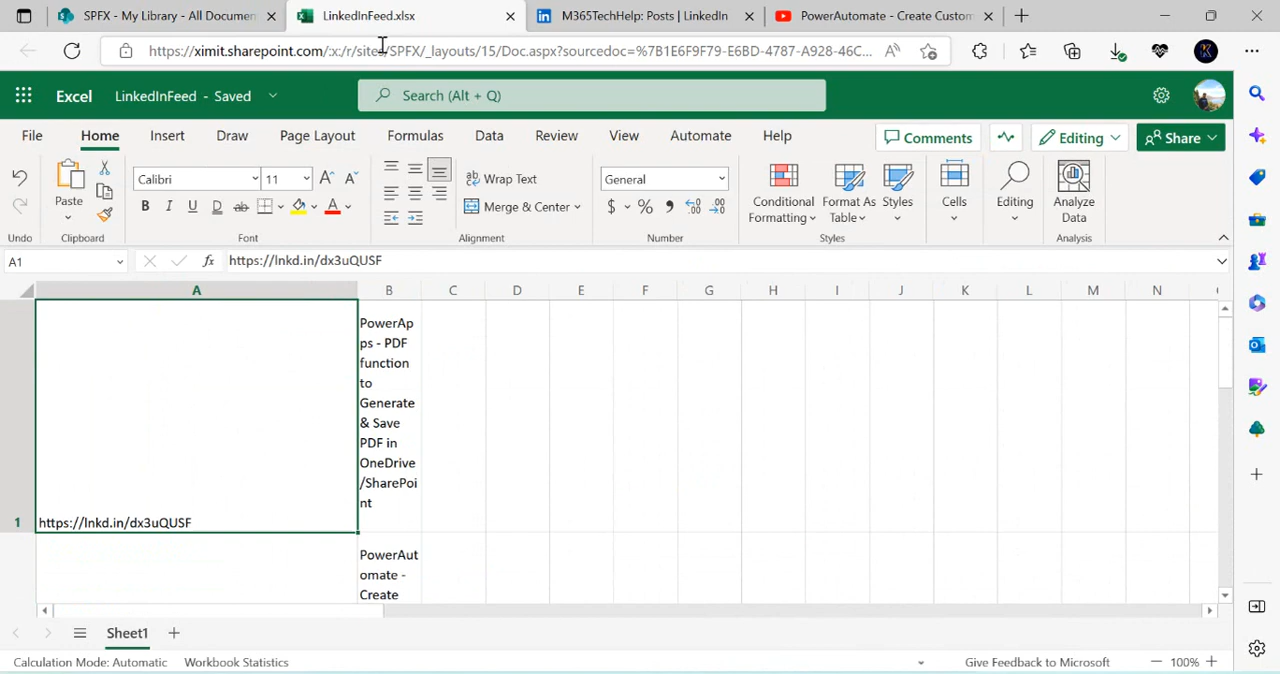 SPFX - My Library - All Documen
LinkedInFeed.xlsx
M365TechHelp: Posts | LinkedIn
PowerAutomate - Create Custom
https://ximit.sharepoint.com/:x:/r/sites/SPFX/_layouts/15/Doc.aspx?sourcedoc=%7B1E6F9F79-E6BD-4787-A928-46C...
Excel
LinkedInFeed - Saved
Search (Alt + Q)
File
Home
Insert
Draw
Page Layout
Formulas
Data
Review
View
Automate
Help
Comments
Editing
Share
Paste
Calibri
11
Wrap Text
Merge & Center
General
Conditional
Formatting
Format As
Table
Styles
Cells
Editing
Analyze
Data
Undo
Clipboard
Font
Alignment
Number
Styles
Analysis
A1
fx
https://lnkd.in/dx3uQUSF
A B C D E F G H I J K L M N
PowerAp
ps - PDF
function
to
Generate
& Save
PDF in
OneDrive
/SharePoi
nt
1
https://lnkd.in/dx3uQUSF
PowerAut
omate -
Create
Sheet1
Calculation Mode: Automatic
Workbook Statistics
Give Feedback to Microsoft
100%